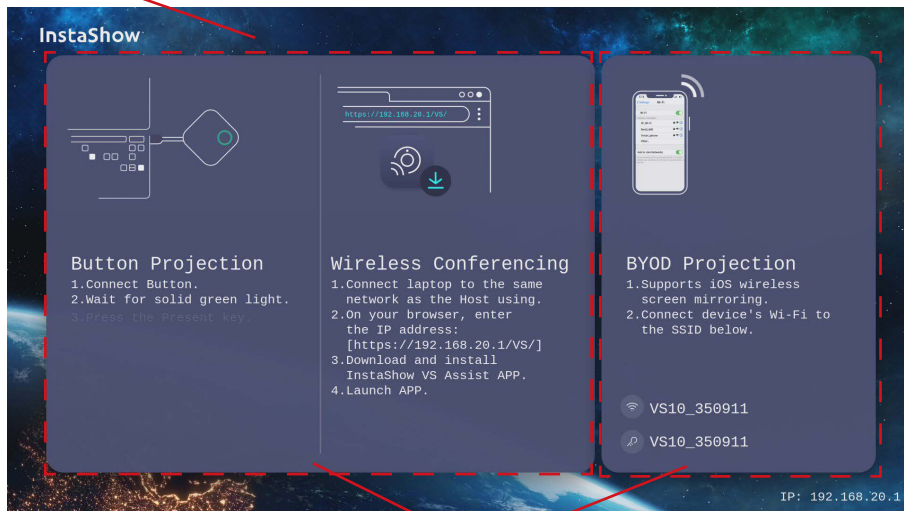 InstaShow
https://192.168.20.1/VS/
Button Projection
1.Connect Button.
2.Wait for solid green light.
3.Press the Present key.
Wireless Conferencing
1.Connect laptop to the same
network as the Host using.
2.On your browser, enter
the IP address:
[https://192.168.20.1/VS/]
3.Download and install
InstaShow VS Assist APP.
4.Launch APP.
BYOD Projection
1.Supports iOS wireless
screen mirroring.
2.Connect device's Wi-Fi to
the SSID below.
VS10_350911
VS10_350911
IP: 192.168.20.1